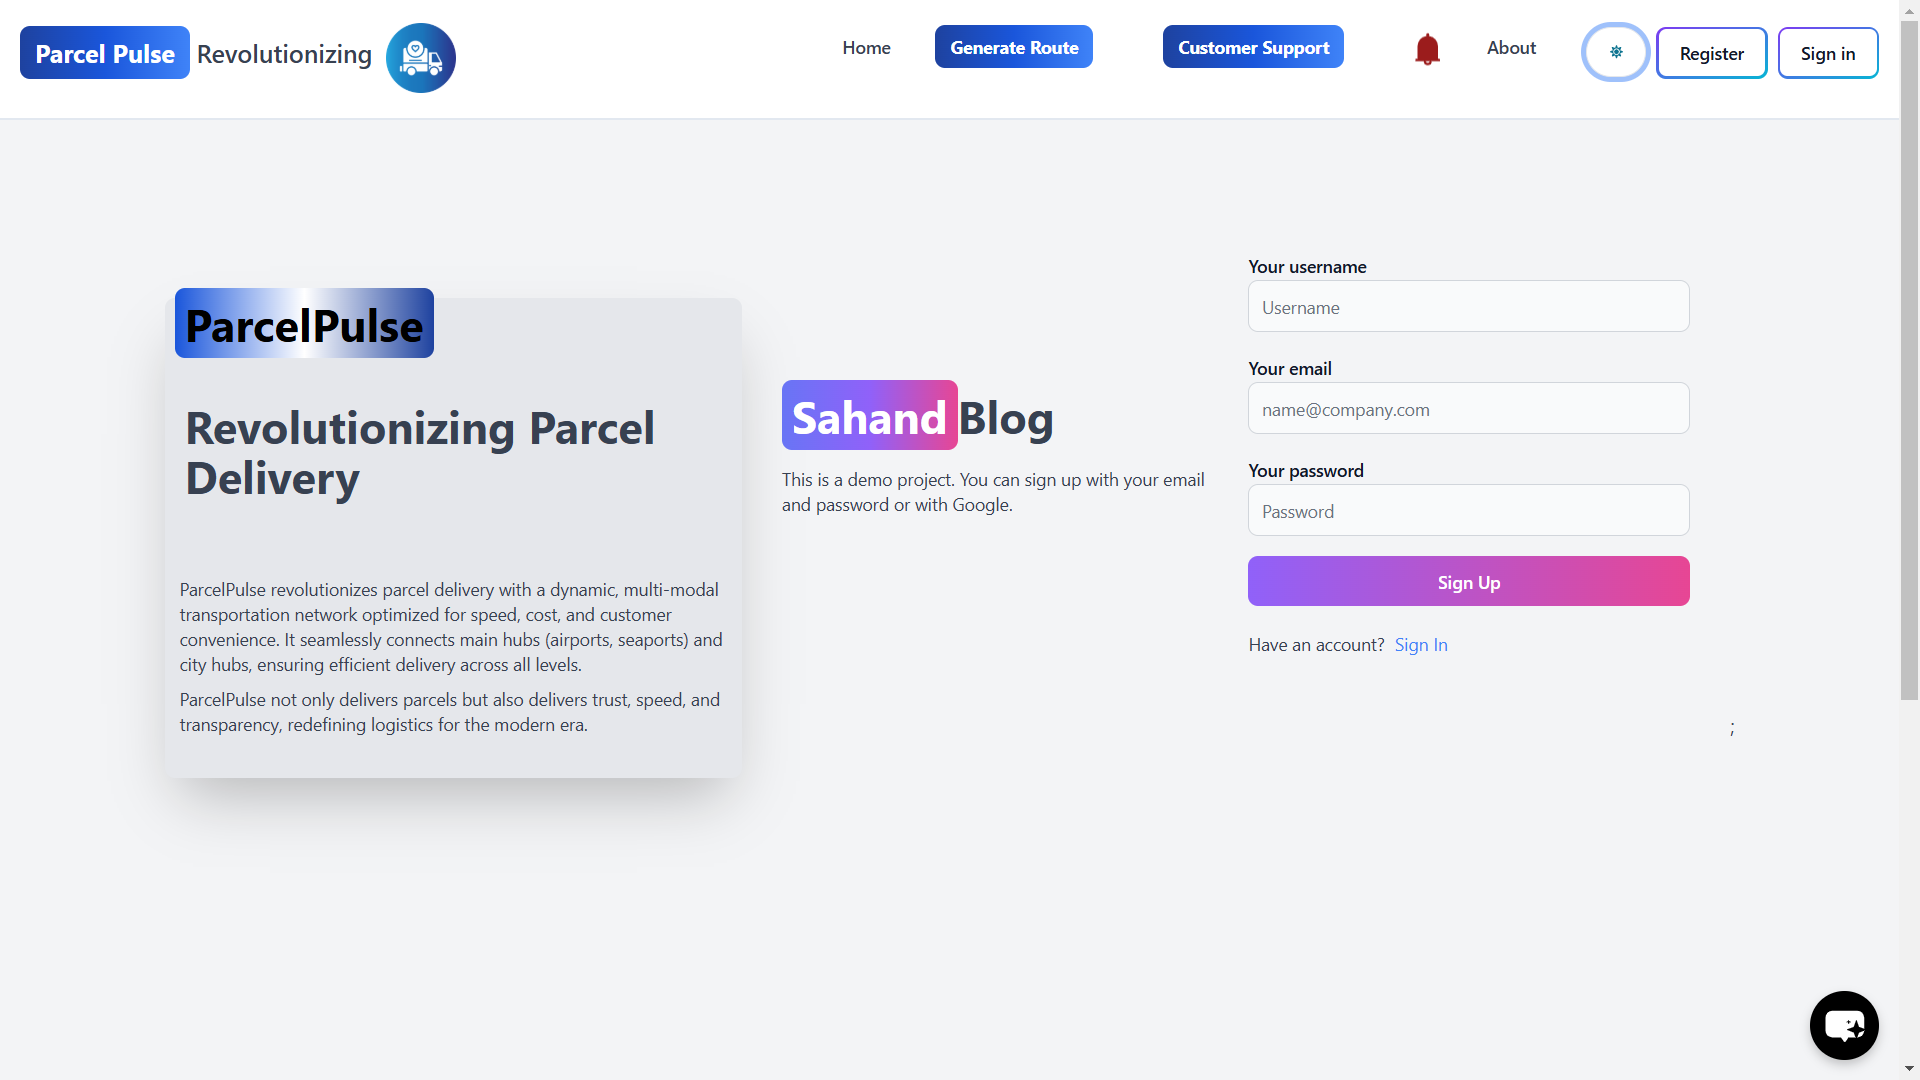 Parcel Pulse Revolutionizing
Home
Generate Route
Customer Support
About
Register
Sign in
ParcelPulse
Revolutionizing Parcel
Delivery
ParcelPulse revolutionizes parcel delivery with a dynamic, multi-modal
transportation network optimized for speed, cost, and customer
convenience. It seamlessly connects main hubs (airports, seaports) and
city hubs, ensuring efficient delivery across all levels.
ParcelPulse not only delivers parcels but also delivers trust, speed, and
transparency, redefining logistics for the modern era.
Sahand Blog
This is a demo project. You can sign up with your email
and password or with Google.
Your username
Username
Your email
name@company.com
Your password
Password
Sign Up
Have an account? Sign In
;